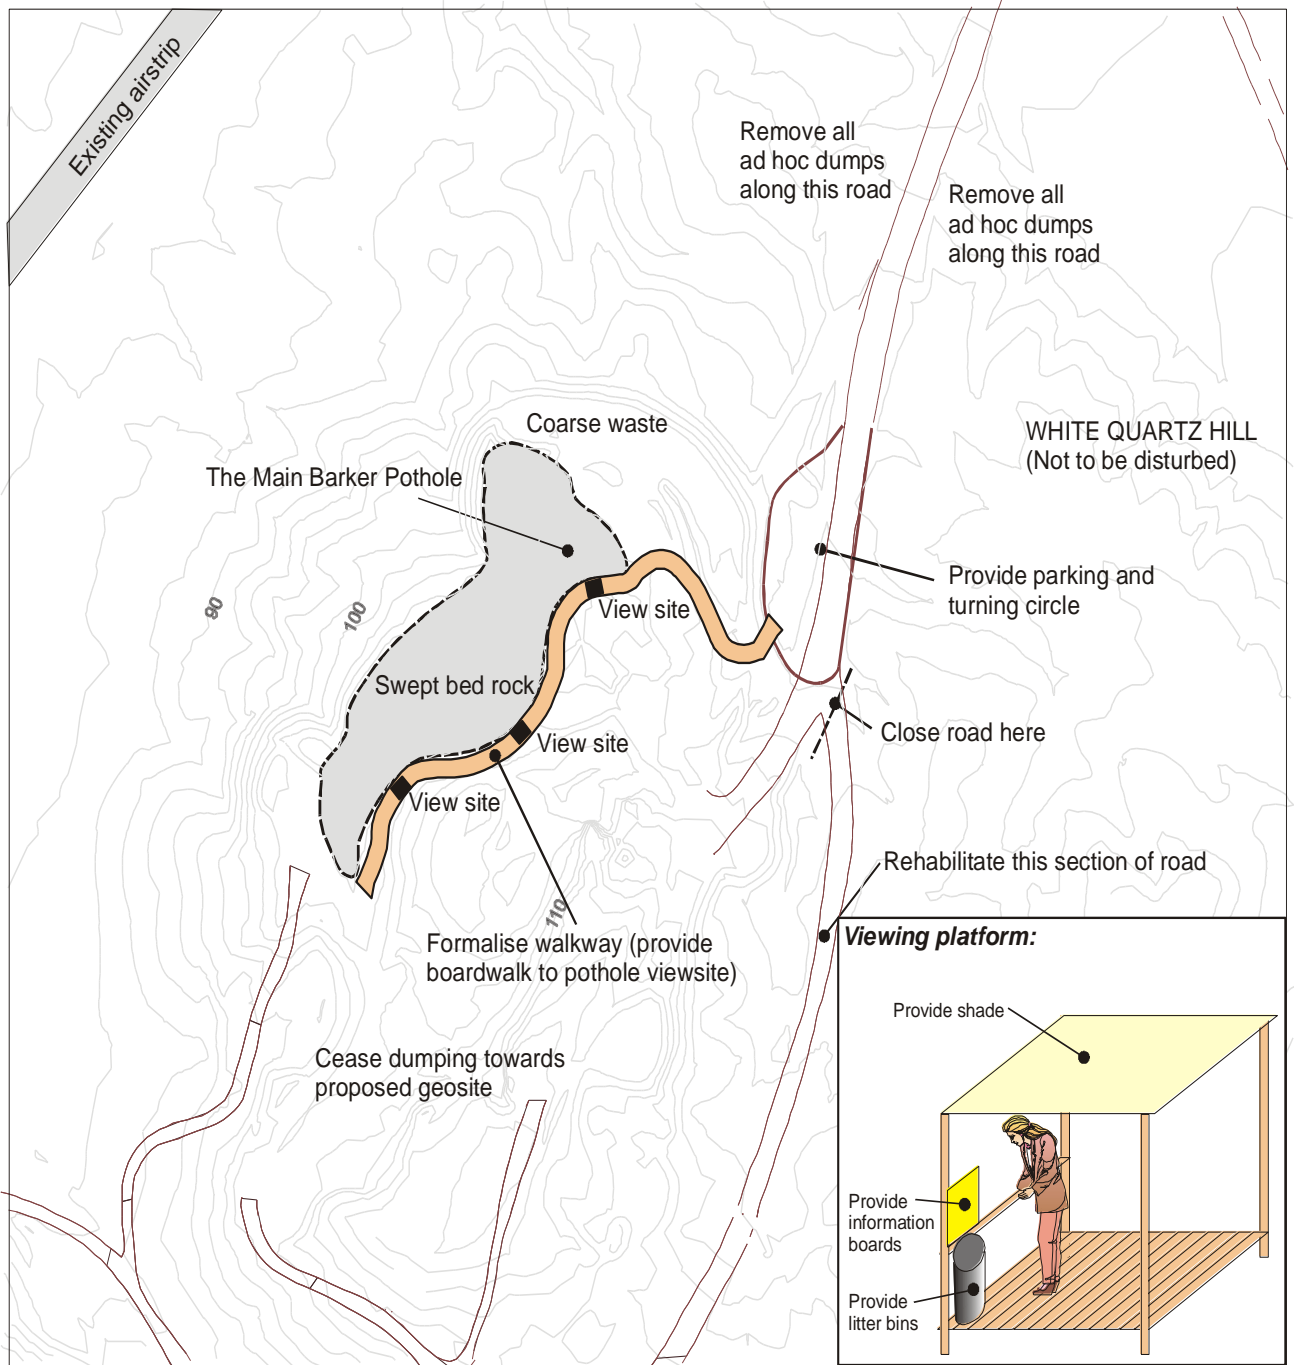 Existing airstrip
Remove all
ad hoc dumps
along this road
Remove all
ad hoc dumps
along this road
Coarse waste
WHITE QUARTZ HILL
(Not to be disturbed)
The Main Barker Pothole
Provide parking and
turning circle
90
100
View site
Swept bed rock
Close road here
View site
View site
Rehabilitate this section of road
110
Formalise walkway (provide
boardwalk to pothole viewsite)
Cease dumping towards
proposed geosite
Viewing platform:
Provide shade
Provide
information
boards
Provide
litter bins